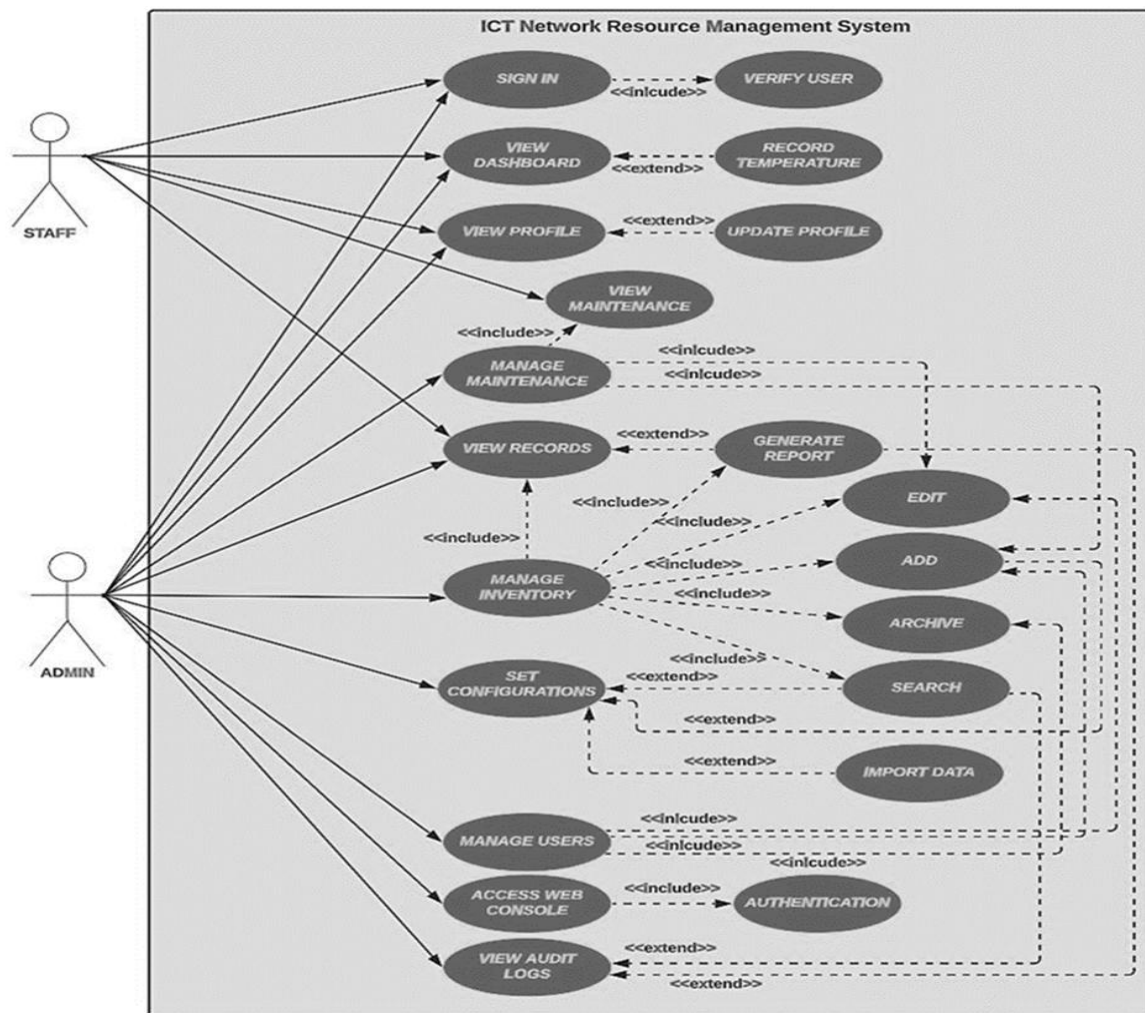 ICT Network Resource Management System
SIGN IN
<<inlcude>>
VERIFY USER
VIEW
DASHBOARD
<<extend>>
RECORD
TEMPERATURE
STAFF
VIEW PROFILE
<<extend>>
UPDATE PROFILE
VIEW
MAINTENANCE
<<include>>
MANAGE
MAINTENANCE
<<inlcude>>
<<inlcude>>
VIEW RECORDS
<<extend>>
GENERATE
REPORT
<<include>>
EDIT
<<include>>
<<include>>
MANAGE
INVENTORY
<<include>>
ADD
<<include>>
ARCHIVE
ADMIN
<<include>>
SET
CONFIGURATIONS
<<extend>>
SEARCH
<<extend>>
<<extend>>
IMPORT DATA
MANAGE USERS
<<inlcude>>
<<inlcude>>
<<inlcude>>
ACCESS WEB
CONSOLE
<<include>>
AUTHENTICATION
VIEW AUDIT
LOGS
<<extend>>
<<extend>>